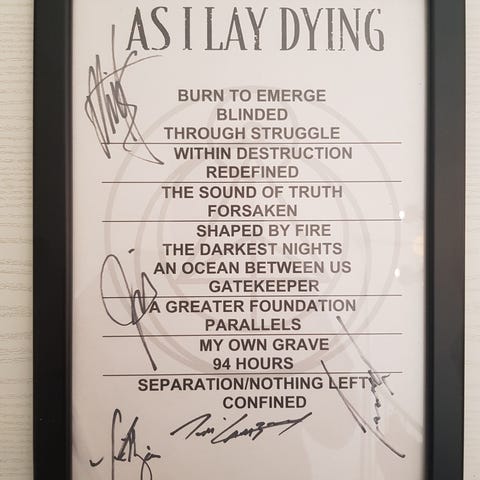 AS I LAY DYING
BURN TO EMERGE
BLINDED
THROUGH STRUGGLE
WITHIN DESTRUCTION
REDEFINED
THE SOUND OF TRUTH
FORSAKEN
SHAPED BY FIRE
THE DARKEST NIGHTS
AN OCEAN BETWEEN US
GATEKEEPER
A GREATER FOUNDATION
PARALLELS
MY OWN GRAVE
94 HOURS
SEPARATION/NOTHING LEFT
CONFINED